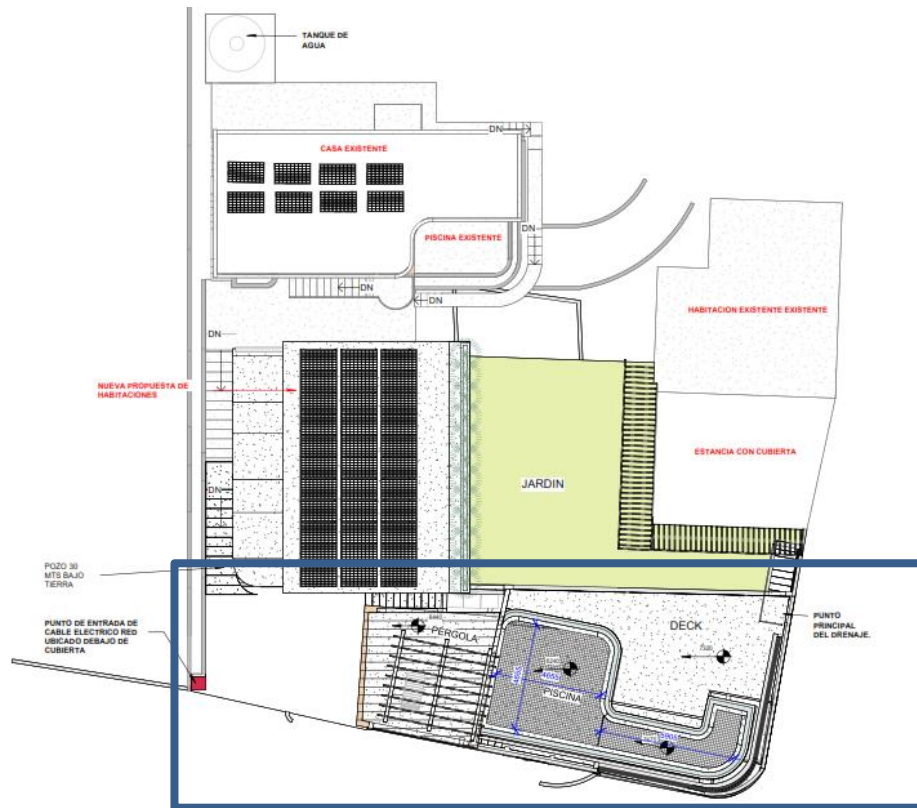 TANQUE DE
AGUA
DN
CASA EXISTENTE
DN
PISCINA EXISTENTE
DN
DN
HABITACION EXISTENTE EXISTENTE
DN
NUEVA PROPUESTA DE
HABITACIONES
ESTANCIA CON CUBIERTA
JARDIN
DN
POZO 30
MTS BAJO
TIERRA
PUNTO DE ENTRADA DE
CABLE ELECTRICO RED
UBICADO DEBAJO DE
CUBIERTA
PERGOLA
DECK
PUNTO
PRINCIPAL
DEL DRENAJE.
4655
PISCINA
5905